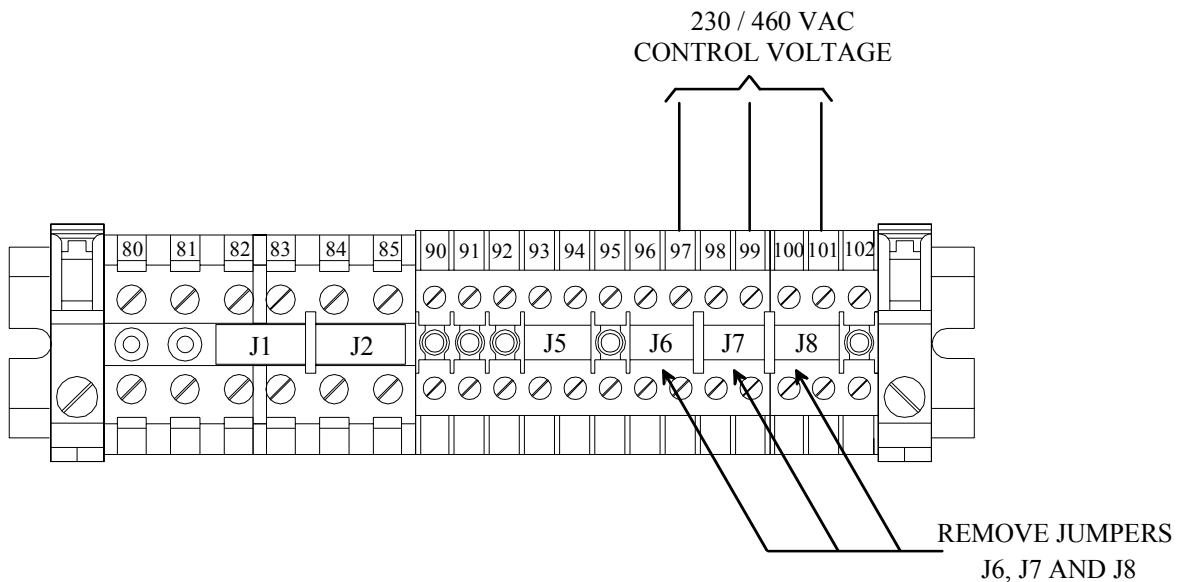 230 / 460 VAC
CONTROL VOLTAGE
80 81 82 83 84 85 90 91 92 93 94 95 96 97 98 99 100 101 102
J1 J2 J5 J6 J7 J8
REMOVE JUMPERS
J6, J7 AND J8